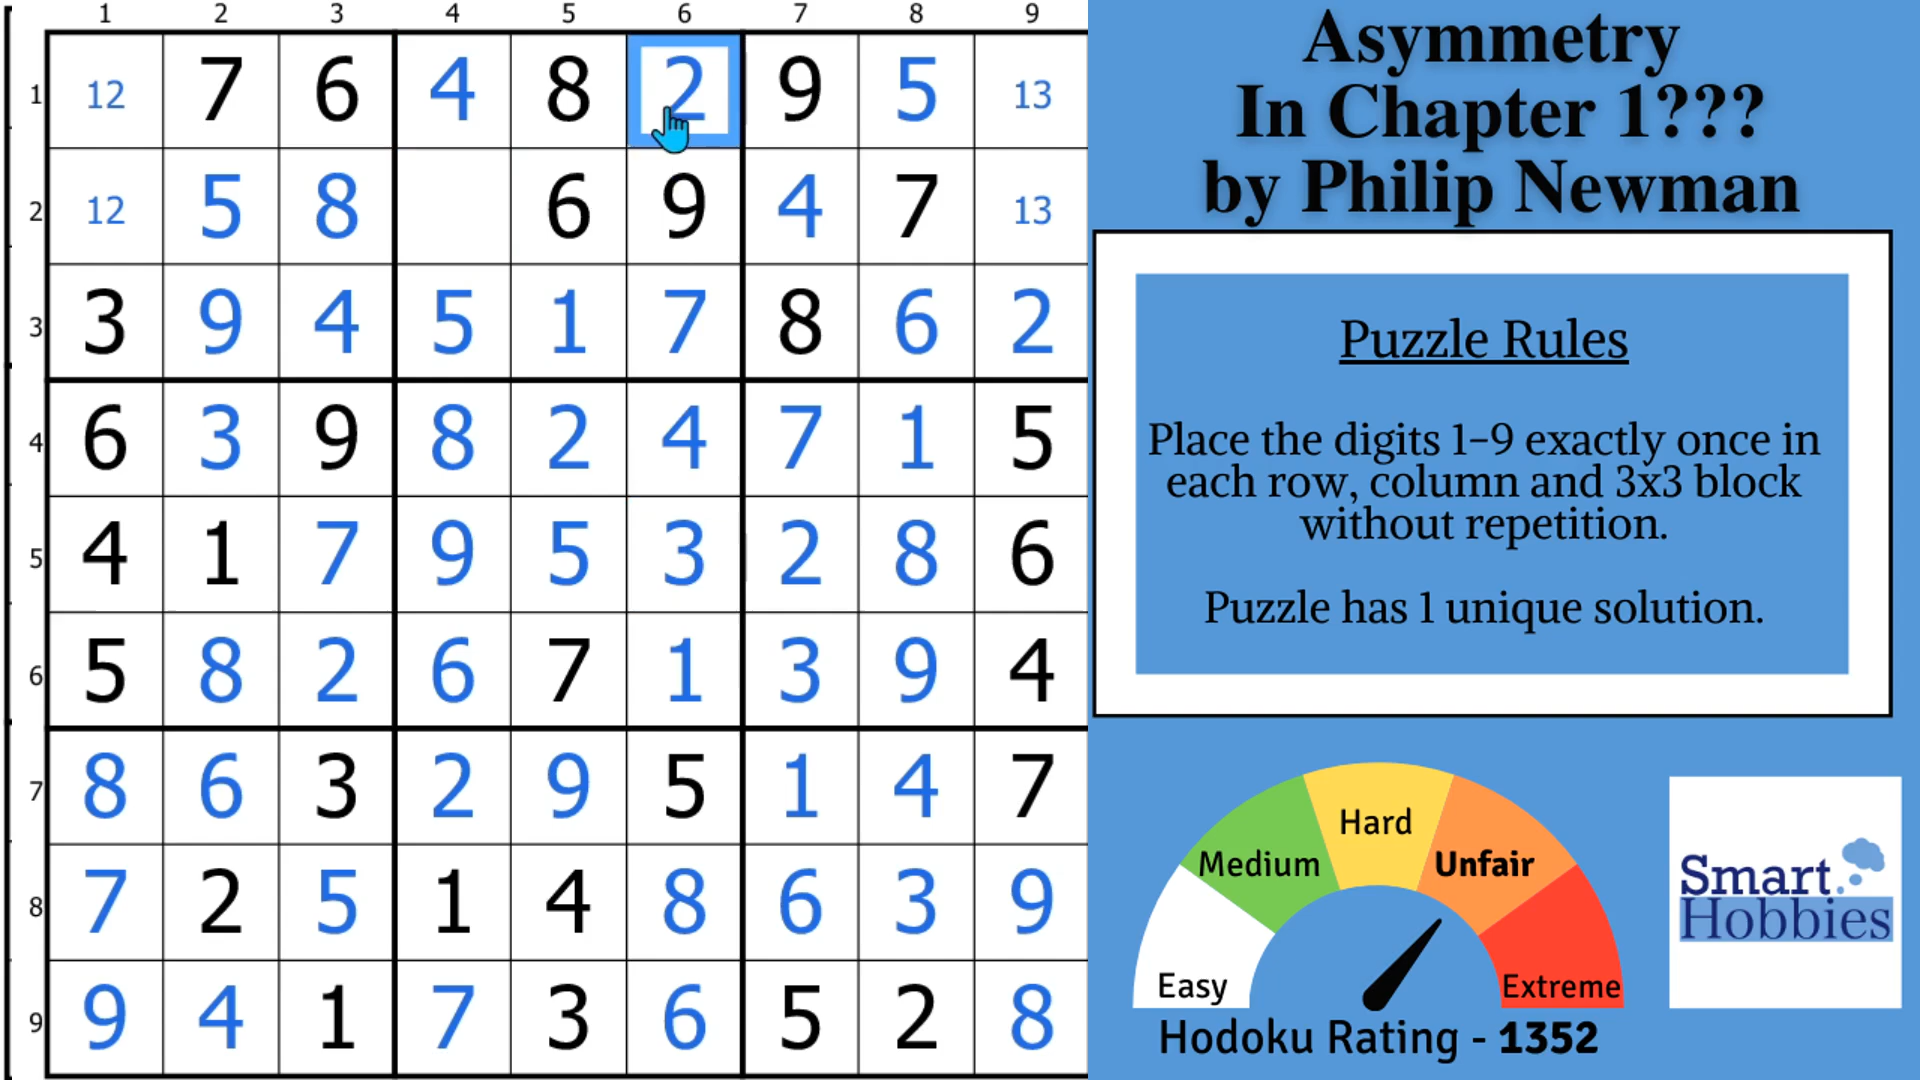 1 2 3 4 5 6 7 8 9
1 12 7 6 4 8 2 9 5 13
2 12 5 8 6 9 4 7 13
3 3 9 4 5 1 7 8 6 2
4 6 3 9 8 2 4 7 1 5
5 4 1 7 9 5 3 2 8 6
6 5 8 2 6 7 1 3 9 4
7 8 6 3 2 9 5 1 4 7
8 7 2 5 1 4 8 6 3 9
9 9 4 1 7 3 6 5 2 8
Asymmetry
In Chapter 1???
by Philip Newman
Puzzle Rules
Place the digits 1-9 exactly once in
each row, column and 3x3 block
without repetition.
Puzzle has 1 unique solution.
Easy
Medium
Hard
Unfair
Extreme
Hodoku Rating - 1352
Smart
Hobbies